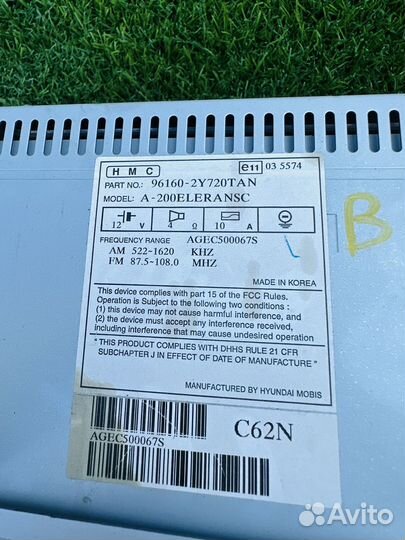 HMC
e11 03 5574
PART NO.: 96160-2Y720TAN
MODEL: A-200ELERANSC
12 V 4 Ω 10 A
FREQUENCY RANGE AGEC500067S
AM 522~1620 KHZ
FM 87.5~108.0 MHZ
B
MADE IN KOREA
This device complies with part 15 of the FCC Rules.
Operation is Subject to the following two conditions :
(1) this device may not cause harmful interference, and
(2) this device must accept any interference received,
including interference may cause undesired operation
" THIS PRODUCT COMPLIES WITH DHHS RULE 21 CFR
SUBCHAPTER J IN EFFECT OF DATE OF MANUFACTURE "
MANUFACTURED BY HYUNDAI MOBIS
AGEC500067S
C62N
AGEC500067S
Avito